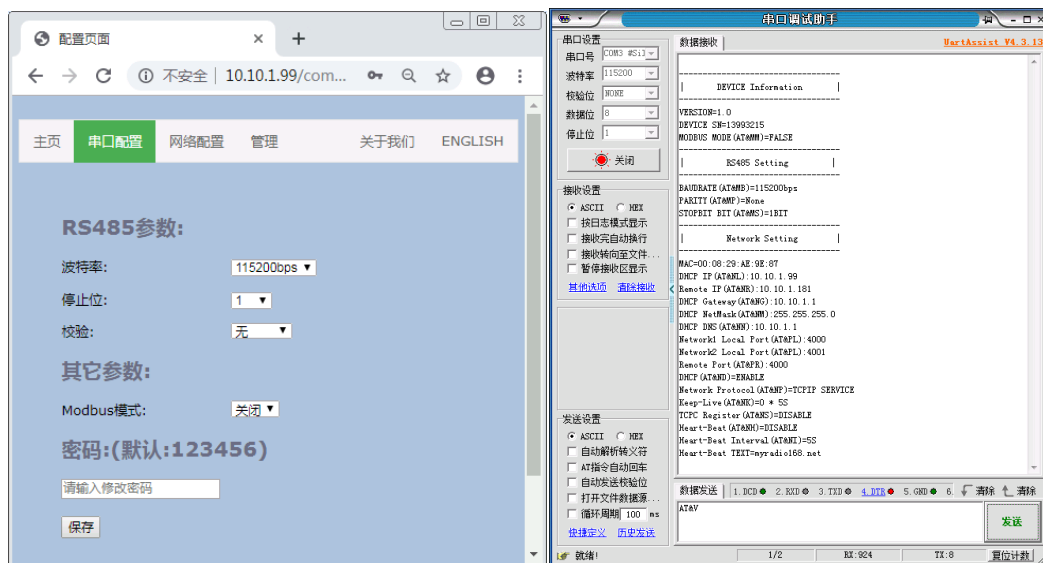 配置页面
不安全 10.10.1.99/com...
主页 串口配置 网络配置 管理 关于我们 ENGLISH
RS485参数:
波特率: 115200bps
停止位: 1
校验: 无
其它参数:
Modbus模式: 关闭
密码:(默认:123456)
请输入修改密码
保存
串口调试助手
串口设置
串口号 COM3 #Si
波特率 115200
校验位 NONE
数据位 8
停止位 1
关闭
接收设置
ASCII HEX
按日志模式显示
接收完自动换行
接收转向至文件...
暂停接收区显示
其他选项 清除接收
发送设置
ASCII HEX
自动解析转义符
AT指令自动回车
自动发送校验位
打开文件数据源...
循环周期 100 ms
快捷定义 历史发送
数据接收 UartAssist V4.3.13
----------------------------------
| DEVICE Information |
----------------------------------
VERSION=1.0
DEVICE SN=13993215
MODBUS MODE(AT&MM)=FALSE
----------------------------------
| RS485 Setting |
----------------------------------
BAUDRATE(AT&MB)=115200bps
PARITY(AT&MP)=None
STOPBIT BIT(AT&MS)=1BIT
----------------------------------
| Network Setting |
----------------------------------
MAC=00:08:29:AE:9E:87
DHCP IP(AT&NL):10.10.1.99
Remote IP(AT&NR):10.10.1.181
DHCP Gateway(AT&NG):10.10.1.1
DHCP NetMask(AT&NM):255.255.255.0
DHCP DNS(AT&NN):10.10.1.1
Network1 Local Port(AT&PL):4000
Network2 Local Port(AT&PL):4001
Remote Port(AT&PR):4000
DHCP(AT&ND)=ENABLE
Network Protocol(AT&NP)=TCPIP SERVICE
Keep-Live(AT&NK)=0 * 5S
TCPC Register(AT&NS)=DISABLE
Heart-Beat(AT&NH)=DISABLE
Heart-Beat Interval(AT&NI)=5S
Heart-Beat TEXT=myradio168.net
数据发送 1.DCD 2.RXD 3.TXD 4.DTR 5.GND 6. 清除 清除
AT&V
发送
就绪! 1/2 RX:924 TX:8 复位计数